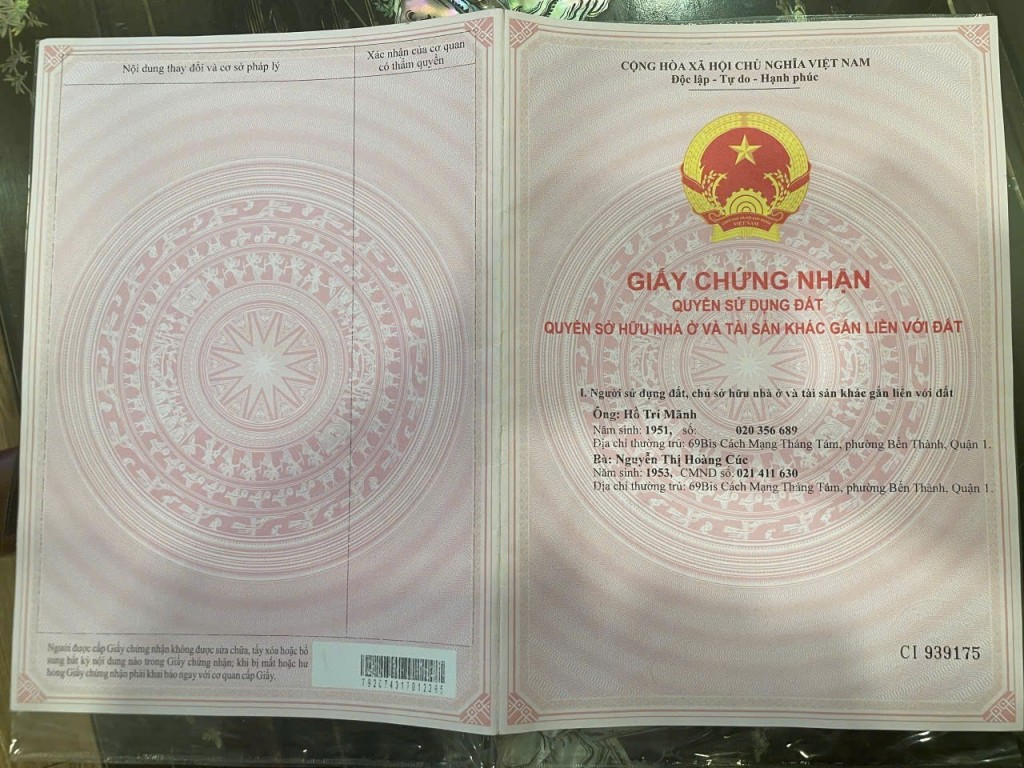 Nội dung thay đổi và cơ sở pháp lý
Xác nhận của cơ quan
có thẩm quyền
Người được cấp Giấy chứng nhận không được sửa chữa, tẩy xóa hoặc bổ
sung bất kỳ nội dung nào trong Giấy chứng nhận; khi bị mất hoặc hư
hỏng Giấy chứng nhận phải khai báo ngay với cơ quan cấp Giấy.
CỘNG HÒA XÃ HỘI CHỦ NGHĨA VIỆT NAM
Độc lập - Tự do - Hạnh phúc
VIỆT NAM
GIẤY CHỨNG NHẬN
QUYỀN SỬ DỤNG ĐẤT
QUYỀN SỞ HỮU NHÀ Ở VÀ TÀI SẢN KHÁC GẮN LIỀN VỚI ĐẤT
I. Người sử dụng đất, chủ sở hữu nhà ở và tài sản khác gắn liền với đất
Ông: Hồ Trí Mãnh
Năm sinh: 1951, số: 020 356 689
Địa chỉ thường trú: 69Bis Cách Mạng Tháng Tám, phường Bến Thành, Quận 1.
Bà: Nguyễn Thị Hoàng Cúc
Năm sinh: 1953, CMND số: 021 411 630
Địa chỉ thường trú: 69Bis Cách Mạng Tháng Tám, phường Bến Thành, Quận 1.
CI 939175